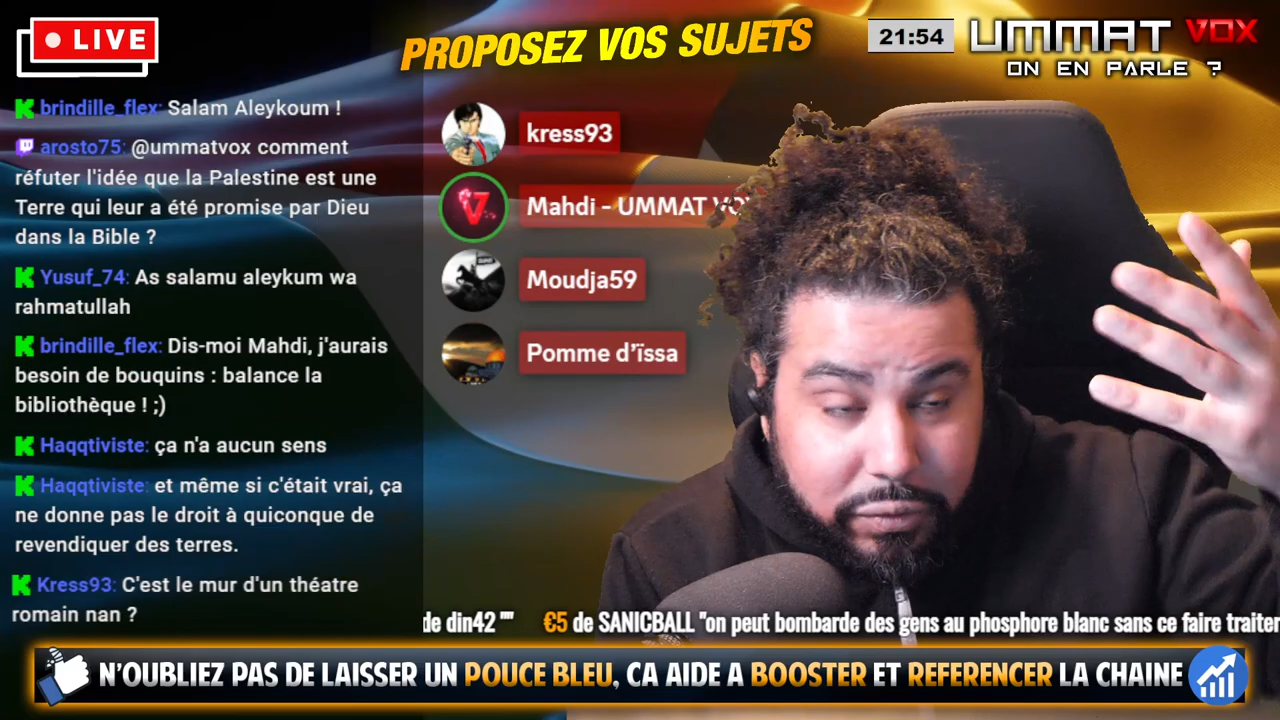 LIVE
PROPOSEZ VOS SUJETS
21:54
UMMAT VOX
ON EN PARLE ?
brindille_flex: Salam Aleykoum !
arosto75: @ummatvox comment
réfuter l'idée que la Palestine est une
Terre qui leur a été promise par Dieu
dans la Bible ?
Yusuf_74: As salamu aleykum wa
rahmatullah
brindille_flex: Dis-moi Mahdi, j'aurais
besoin de bouquins : balance la
bibliothèque ! ;)
Haqqtiviste: ça n'a aucun sens
Haqqtiviste: et même si c'était vrai, ça
ne donne pas le droit à quiconque de
revendiquer des terres.
Kress93: C'est le mur d'un théatre
romain nan ?
kress93
Mahdi - UMMAT VOX
Moudja59
Pomme d'ïssa
de din42 "" €5 de SANICBALL "on peut bombarde des gens au phosphore blanc sans ce faire traiter
N'OUBLIEZ PAS DE LAISSER UN POUCE BLEU, CA AIDE A BOOSTER ET REFERENCER LA CHAINE